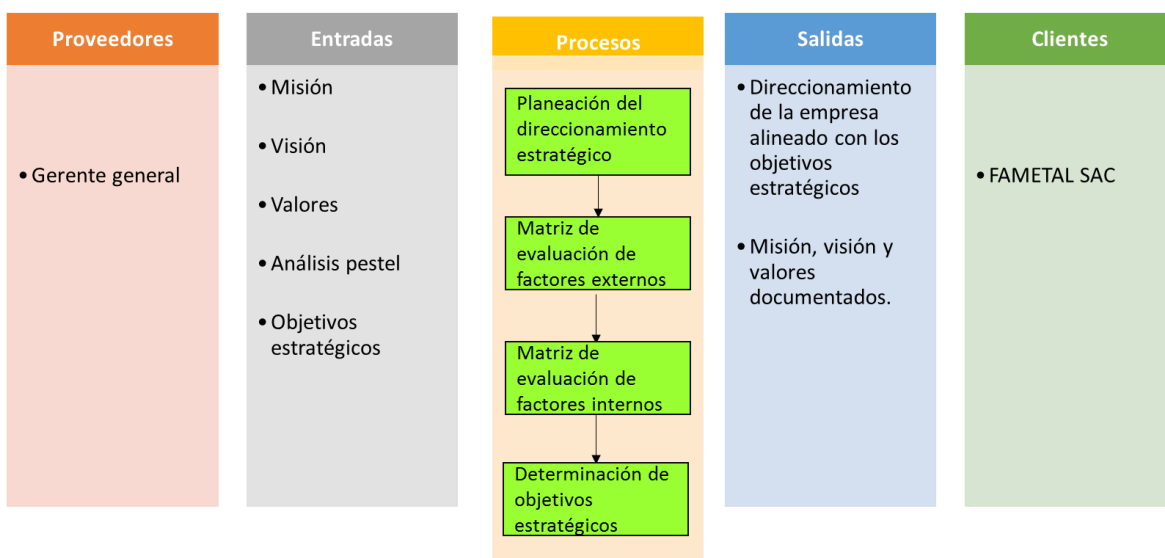 Proveedores
• Gerente general
Entradas
• Misión
• Visión
• Valores
• Análisis pestel
• Objetivos
estratégicos
Procesos
Planeación del
direccionamiento
estratégico
Matriz de
evaluación de
factores externos
Matriz de
evaluación de
factores internos
Determinación de
objetivos
estratégicos
Salidas
• Direccionamiento
de la empresa
alineado con los
objetivos
estratégicos
• Misión, visión y
valores
documentados.
Clientes
• FAMETAL SAC